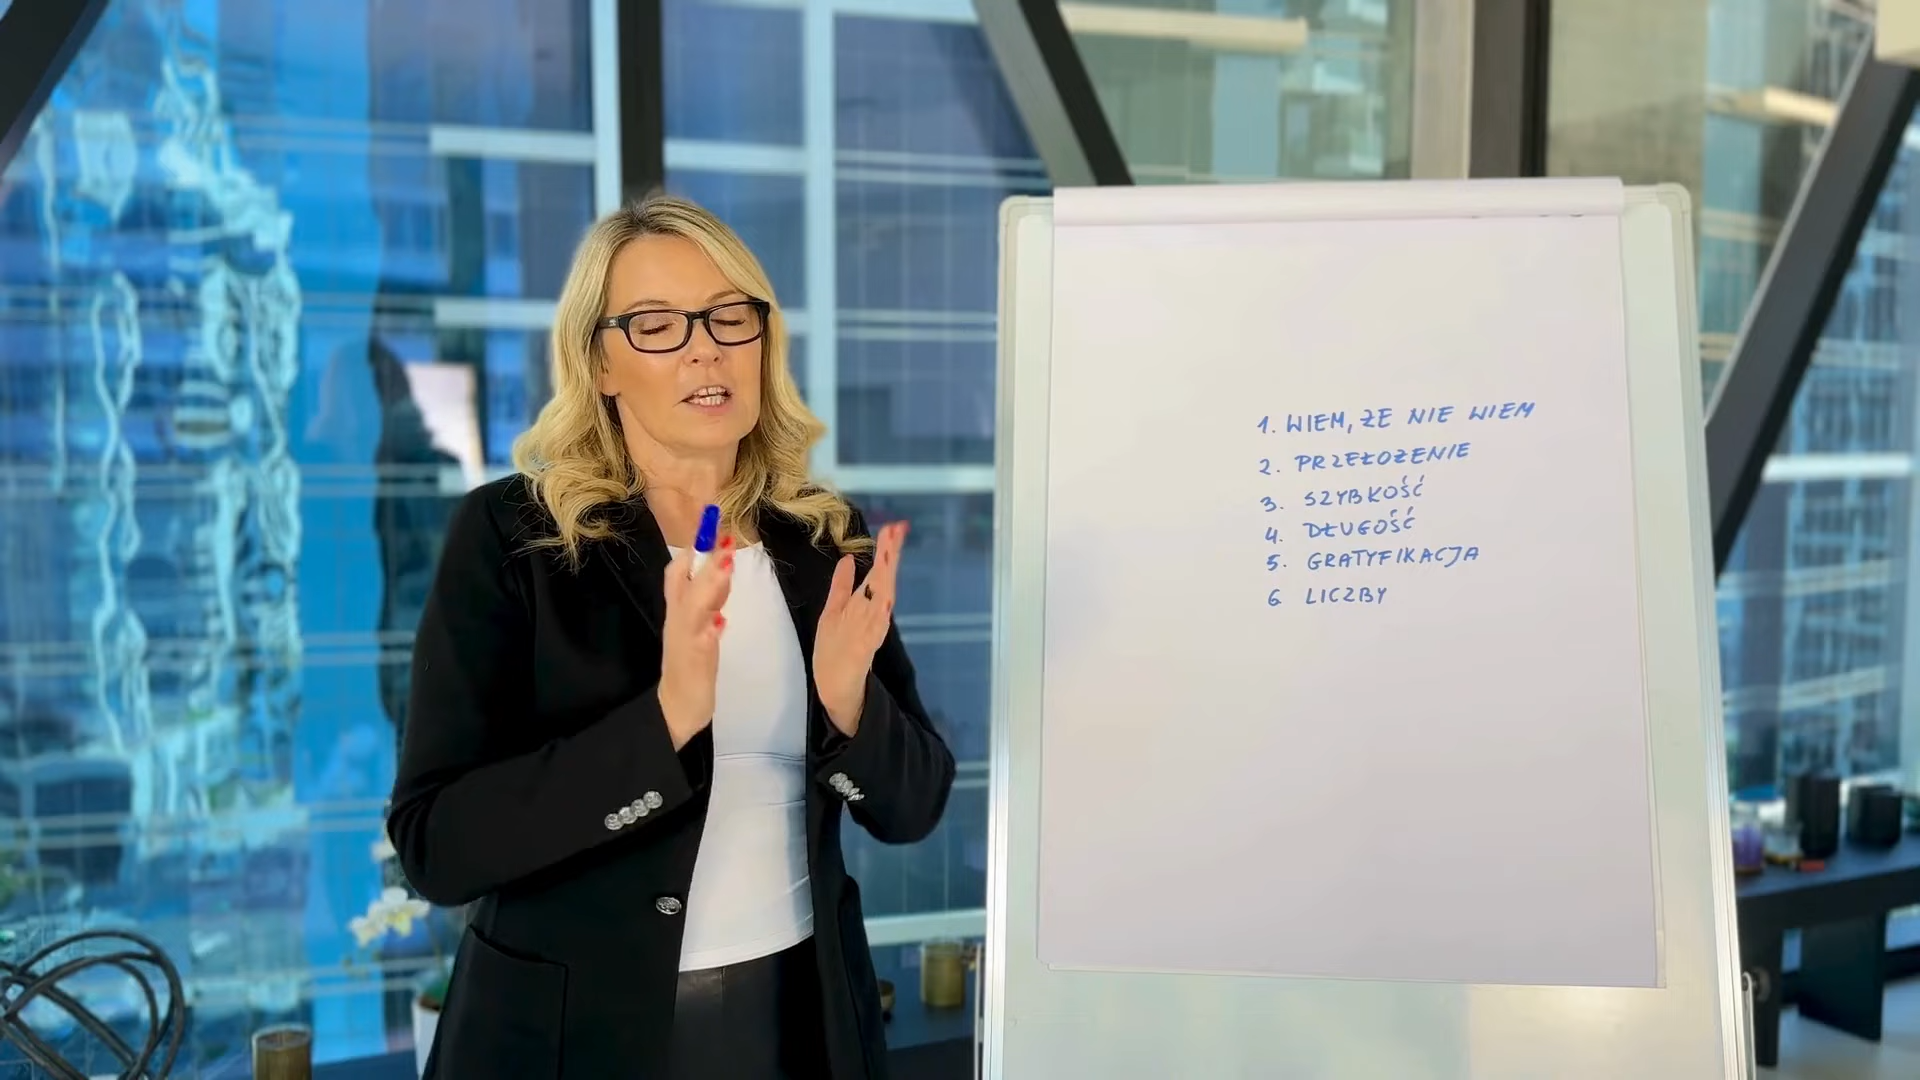 1. WIEM, ŻE NIE WIEM
2. PRZEŁOŻENIE
3. SZYBKOŚĆ
4. DŁUGOŚĆ
5. GRATYFIKACJA
6 LICZBY